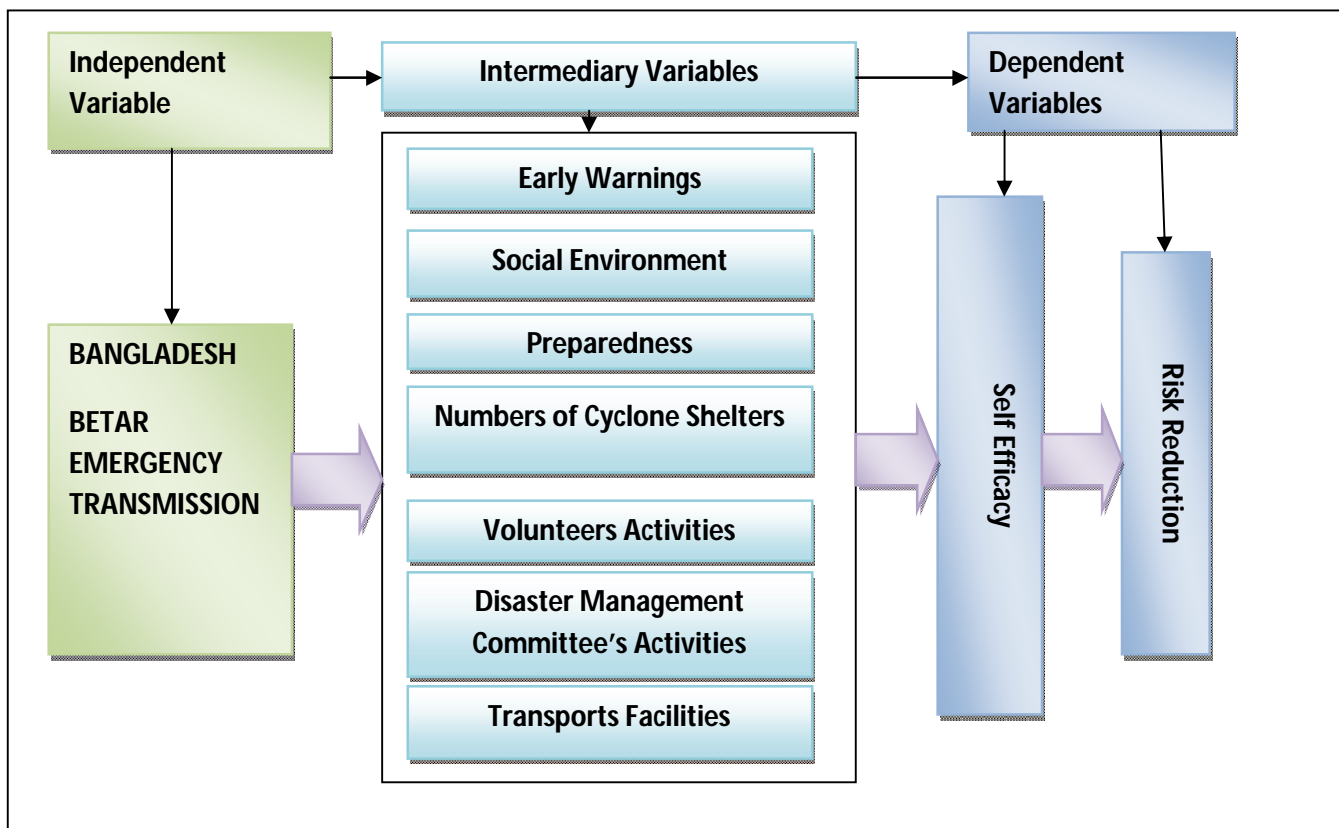 Independent
Variable
Intermediary Variables
Dependent
Variables
BANGLADESH
BETAR
EMERGENCY
TRANSMISSION
Early Warnings
Social Environment
Preparedness
Numbers of Cyclone Shelters
Volunteers Activities
Disaster Management
Committee's Activities
Transports Facilities
Self Efficacy
Risk Reduction